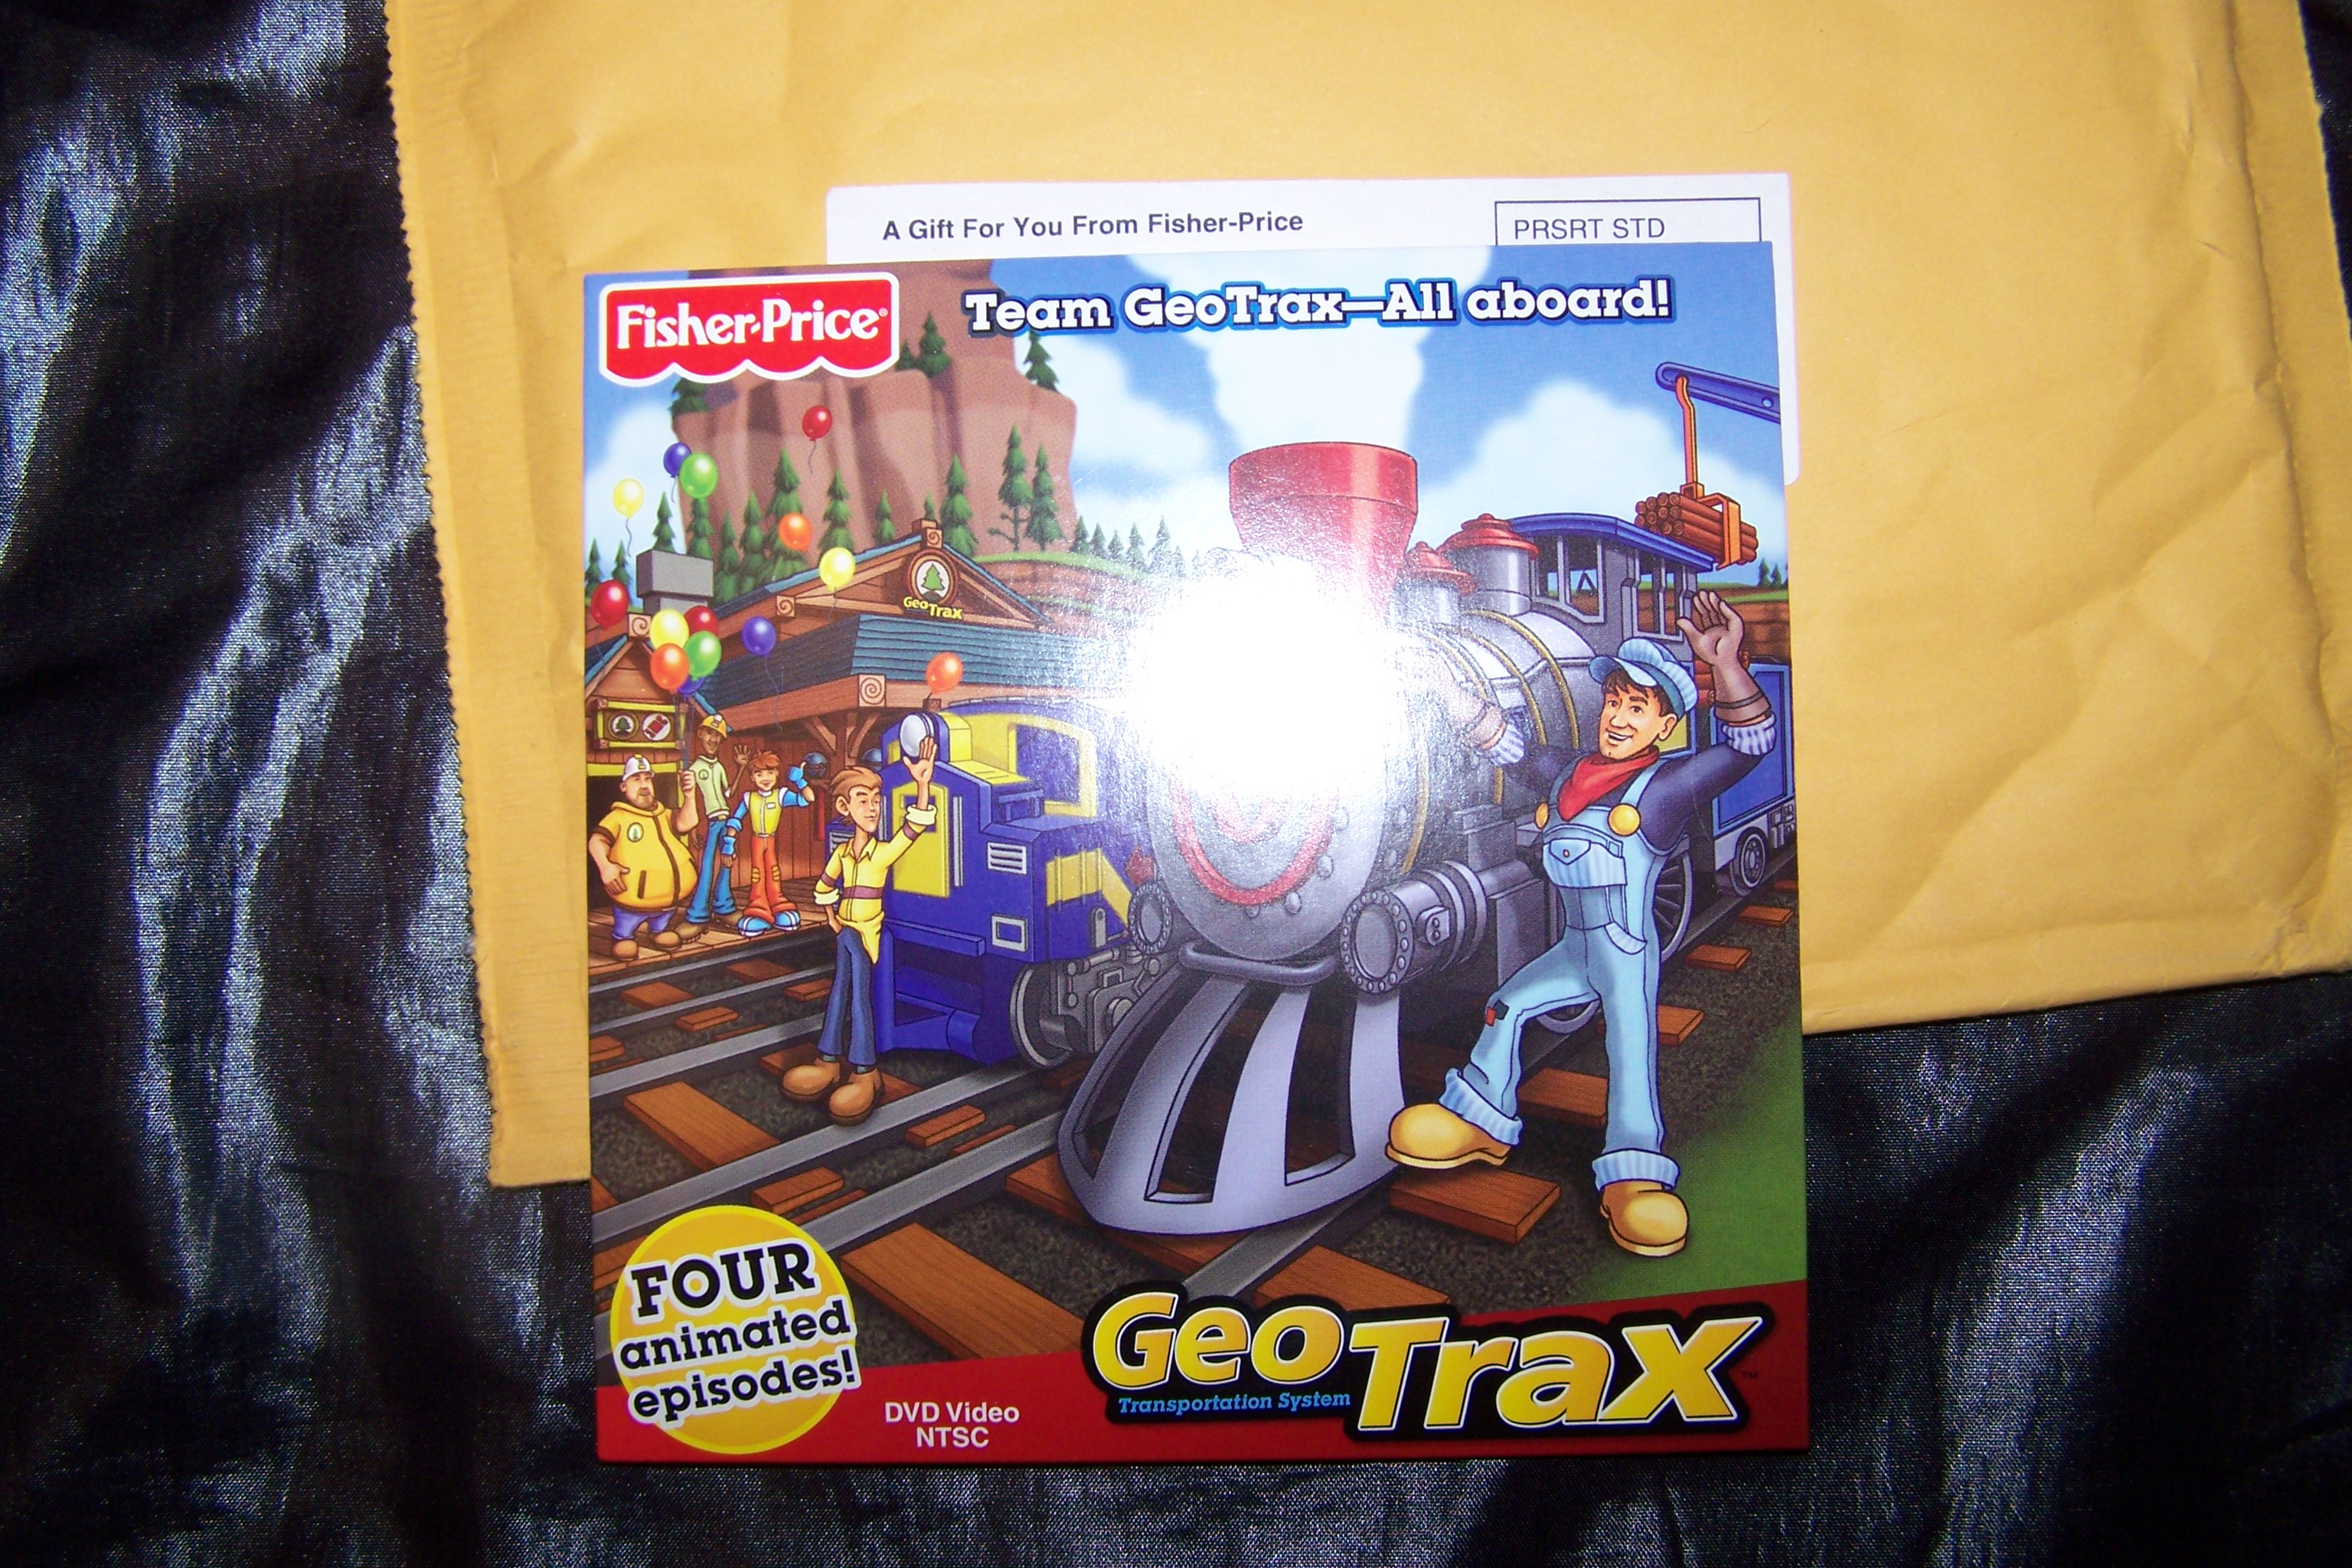 A Gift For You From Fisher-Price
PRSRT STD
Fisher-Price®
Team GeoTrax—All aboard!
GeoTrax
FOUR
animated
episodes!
DVD Video
NTSC
GeoTrax™
Transportation System